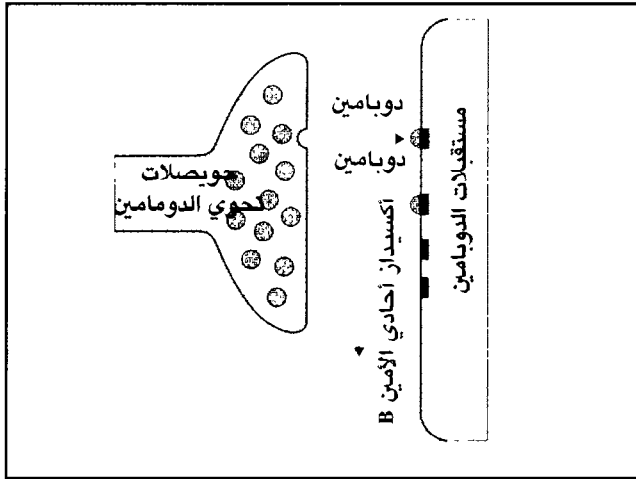 حويصلات
تحوي الدومامين
دوبامين
دوبامين
أكسيداز أحادي الأمين B
مستقبلات الدوبامين